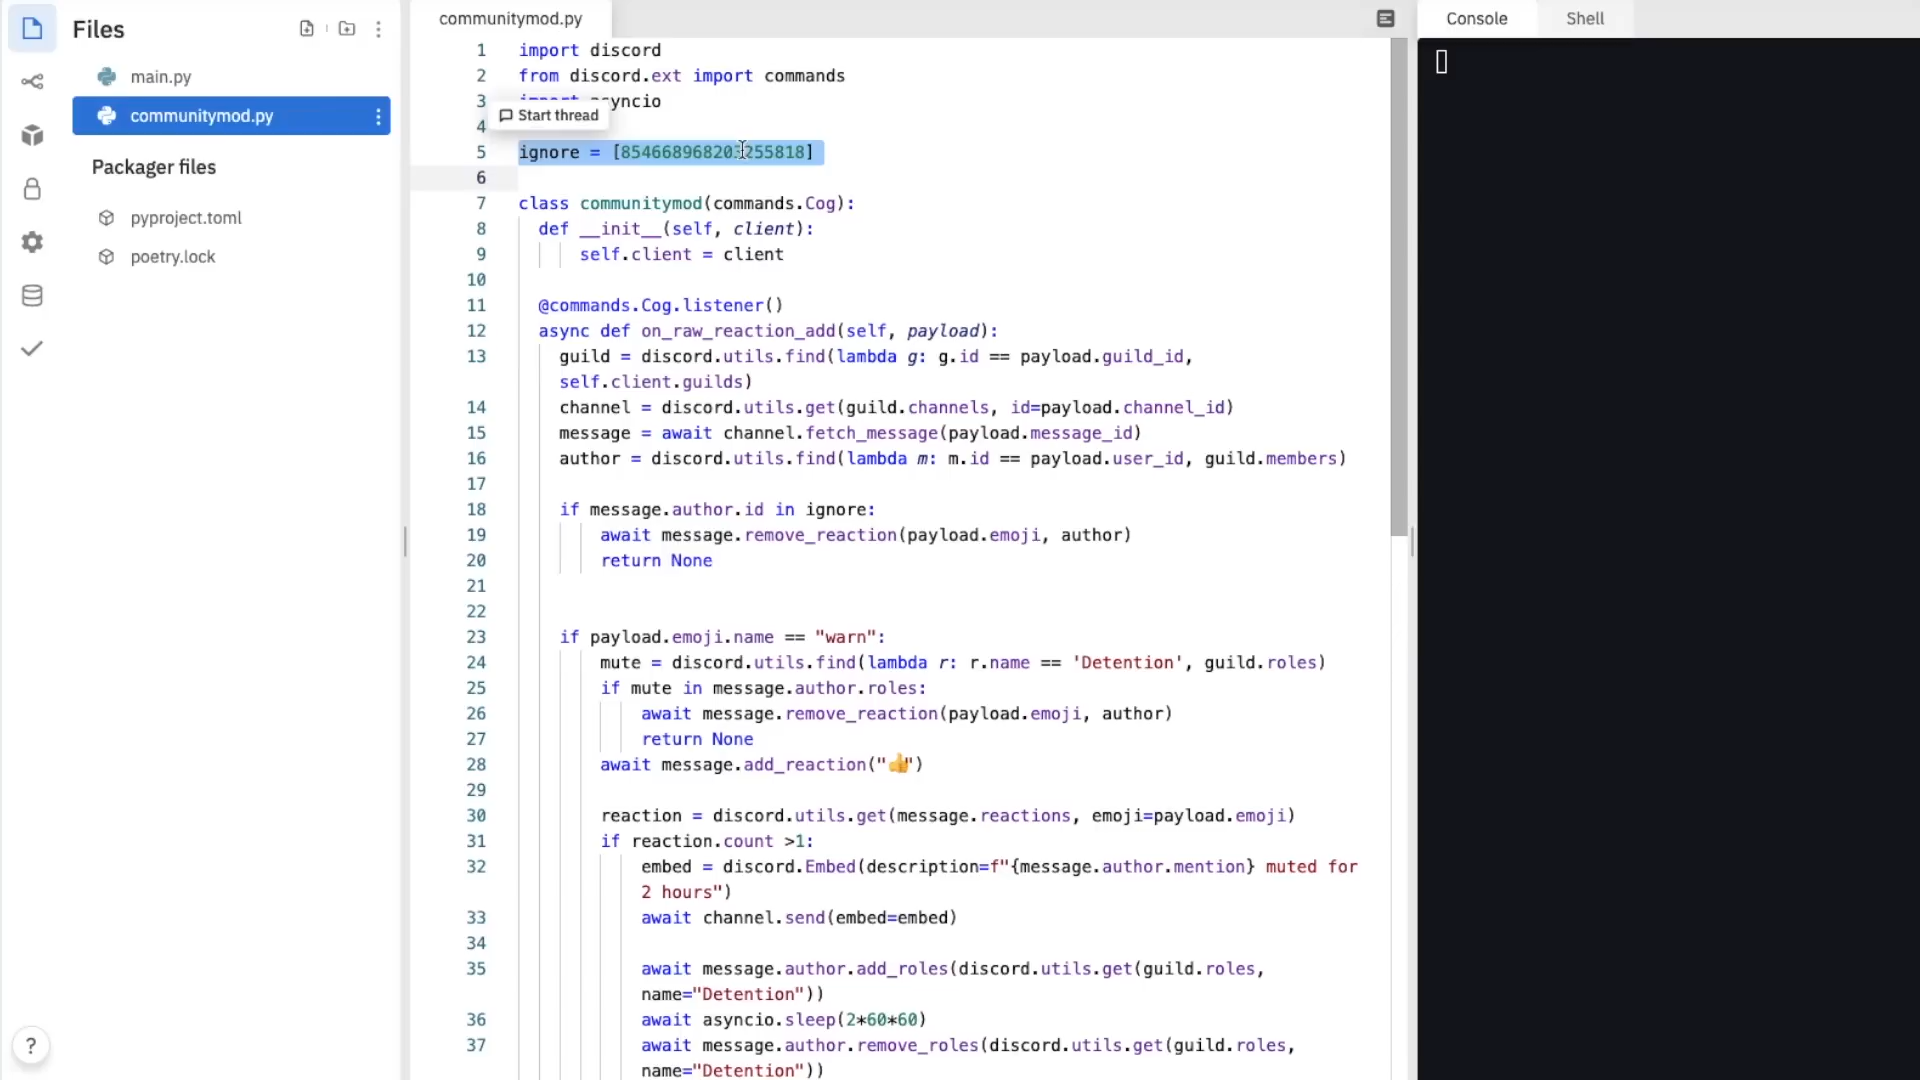 Files
main.py
communitymod.py
Packager files
pyproject.toml
poetry.lock
?
communitymod.py
1 import discord
2 from discord.ext import commands
3 import asyncio
Start thread
4
5 ignore = [854668968203255818]
6
7 class communitymod(commands.Cog):
8 def __init__(self, client):
9 self.client = client
10
11 @commands.Cog.listener()
12 async def on_raw_reaction_add(self, payload):
13 guild = discord.utils.find(lambda g: g.id == payload.guild_id,
self.client.guilds)
14 channel = discord.utils.get(guild.channels, id=payload.channel_id)
15 message = await channel.fetch_message(payload.message_id)
16 author = discord.utils.find(lambda m: m.id == payload.user_id, guild.members)
17
18 if message.author.id in ignore:
19 await message.remove_reaction(payload.emoji, author)
20 return None
21
22
23 if payload.emoji.name == "warn":
24 mute = discord.utils.find(lambda r: r.name == 'Detention', guild.roles)
25 if mute in message.author.roles:
26 await message.remove_reaction(payload.emoji, author)
27 return None
28 await message.add_reaction("👍")
29
30 reaction = discord.utils.get(message.reactions, emoji=payload.emoji)
31 if reaction.count >1:
32 embed = discord.Embed(description=f"{message.author.mention} muted for
2 hours")
33 await channel.send(embed=embed)
34
35 await message.author.add_roles(discord.utils.get(guild.roles,
name="Detention"))
36 await asyncio.sleep(2*60*60)
37 await message.author.remove_roles(discord.utils.get(guild.roles,
name="Detention"))
Console
Shell